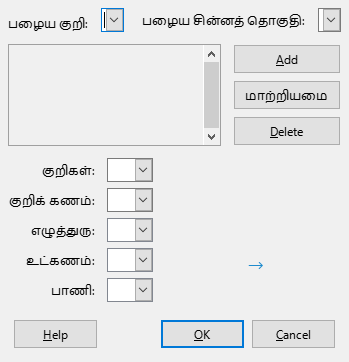 பழைய குறி: பழைய சின்னத் தொகுதி:
Add
மாற்றியமை
Delete
குறிகள்:
குறிக் கணம்:
எழுத்துரு:
உட்கணம்: →
பாணி:
Help OK Cancel